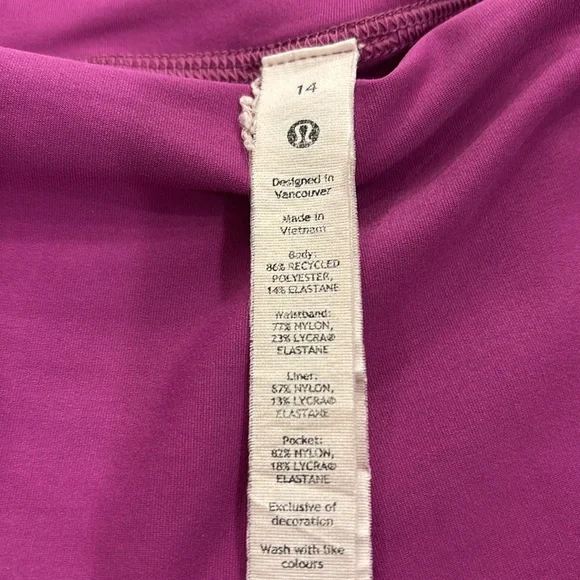 14
Designed in
Vancouver
Made in
Vietnam
Body:
86% RECYCLED
POLYESTER,
14% ELASTANE
Waistband:
77% NYLON,
23% LYCRA®
ELASTANE
Liner:
87% NYLON,
13% LYCRA®
ELASTANE
Pocket:
82% NYLON,
18% LYCRA®
ELASTANE
Exclusive of
decoration
Wash with like
colours